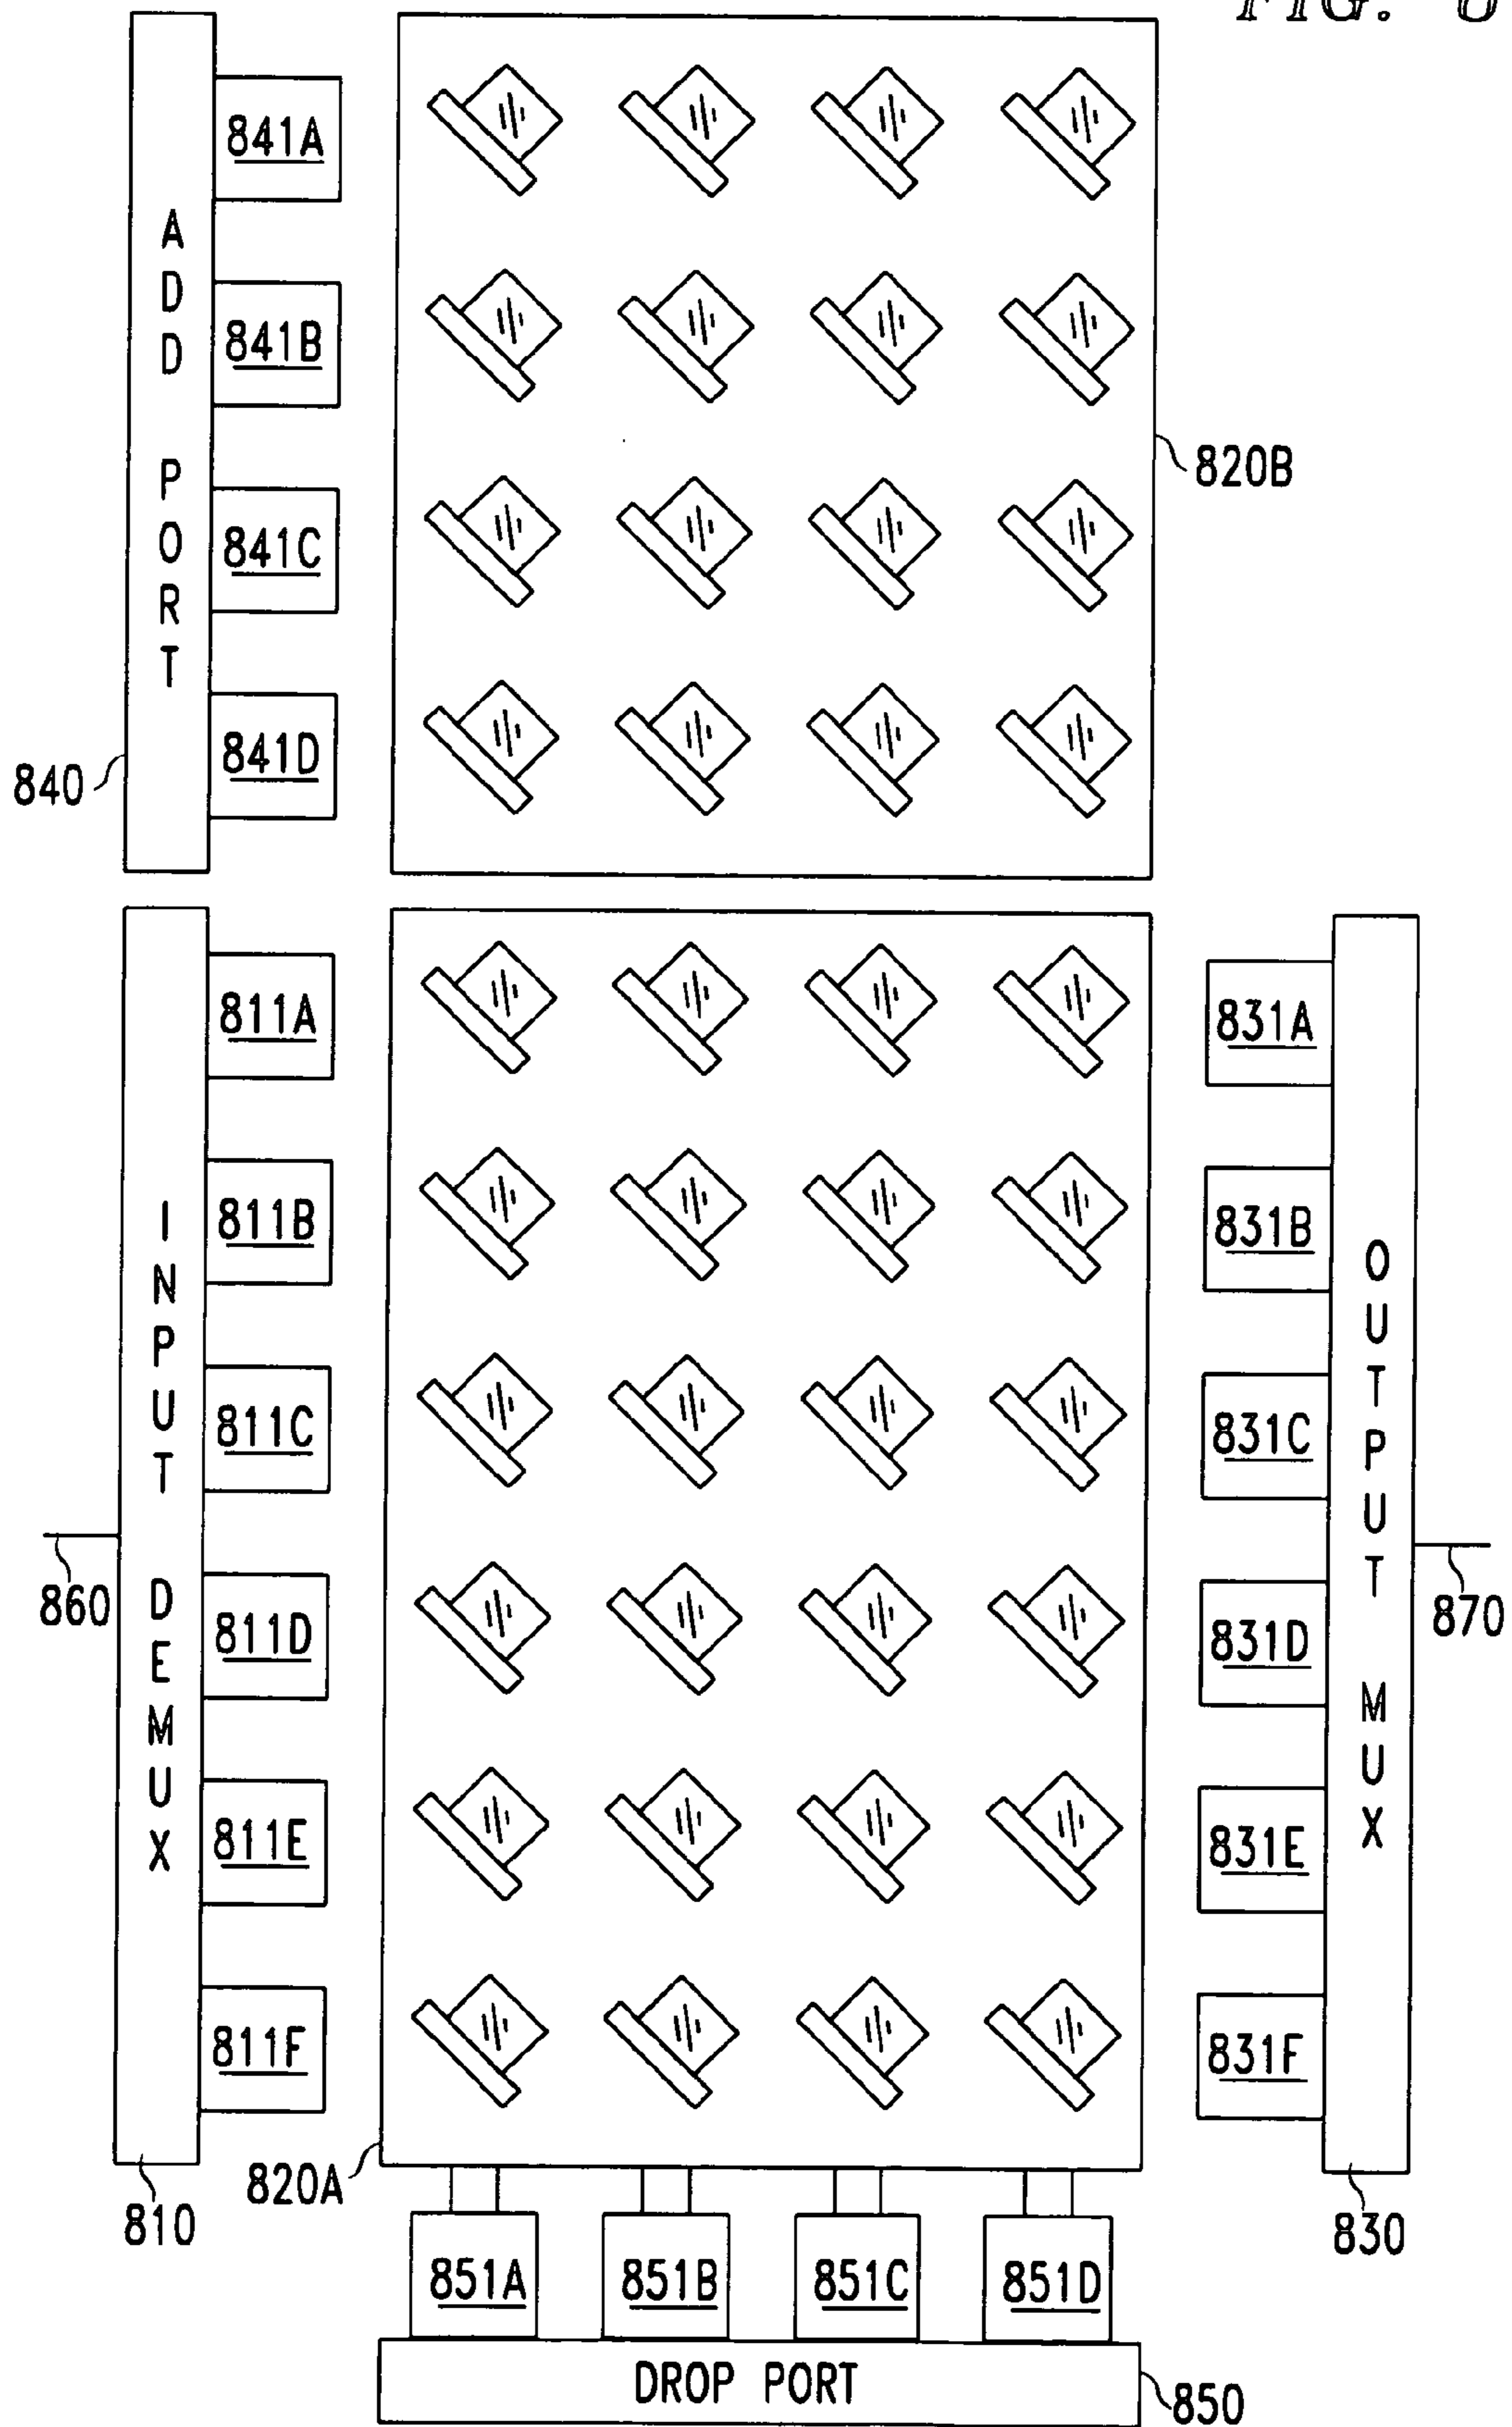 FIG. 8
841A
841B
841C
841D
ADD PORT
840
820B
811A
811B
811C
811D
811E
811F
INPUT DEMUX
860
810
820A
831A
831B
831C
831D
831E
831F
OUTPUT MUX
870
830
851A
851B
851C
851D
DROP PORT
850